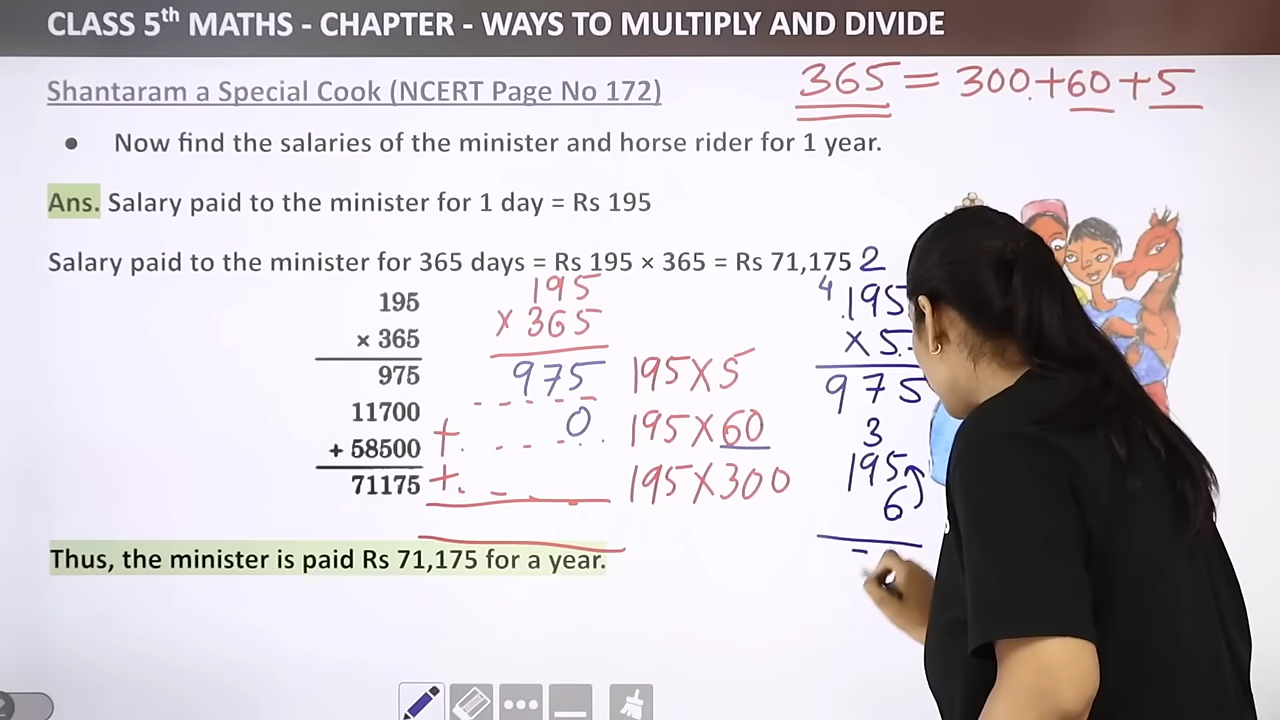 CLASS 5th MATHS - CHAPTER - WAYS TO MULTIPLY AND DIVIDE
Shantaram a Special Cook (NCERT Page No 172)
365 = 300 + 60 + 5
• Now find the salaries of the minister and horse rider for 1 year.
Ans. Salary paid to the minister for 1 day = Rs 195
Salary paid to the minister for 365 days = Rs 195 × 365 = Rs 71,175
195
× 365
975
11700
+ 58500
71175
195
× 365
975 195 × 5
+ 0 195 × 60
+ 195 × 300
2
4 195
× 5
975
3
195
6
Thus, the minister is paid Rs 71,175 for a year.